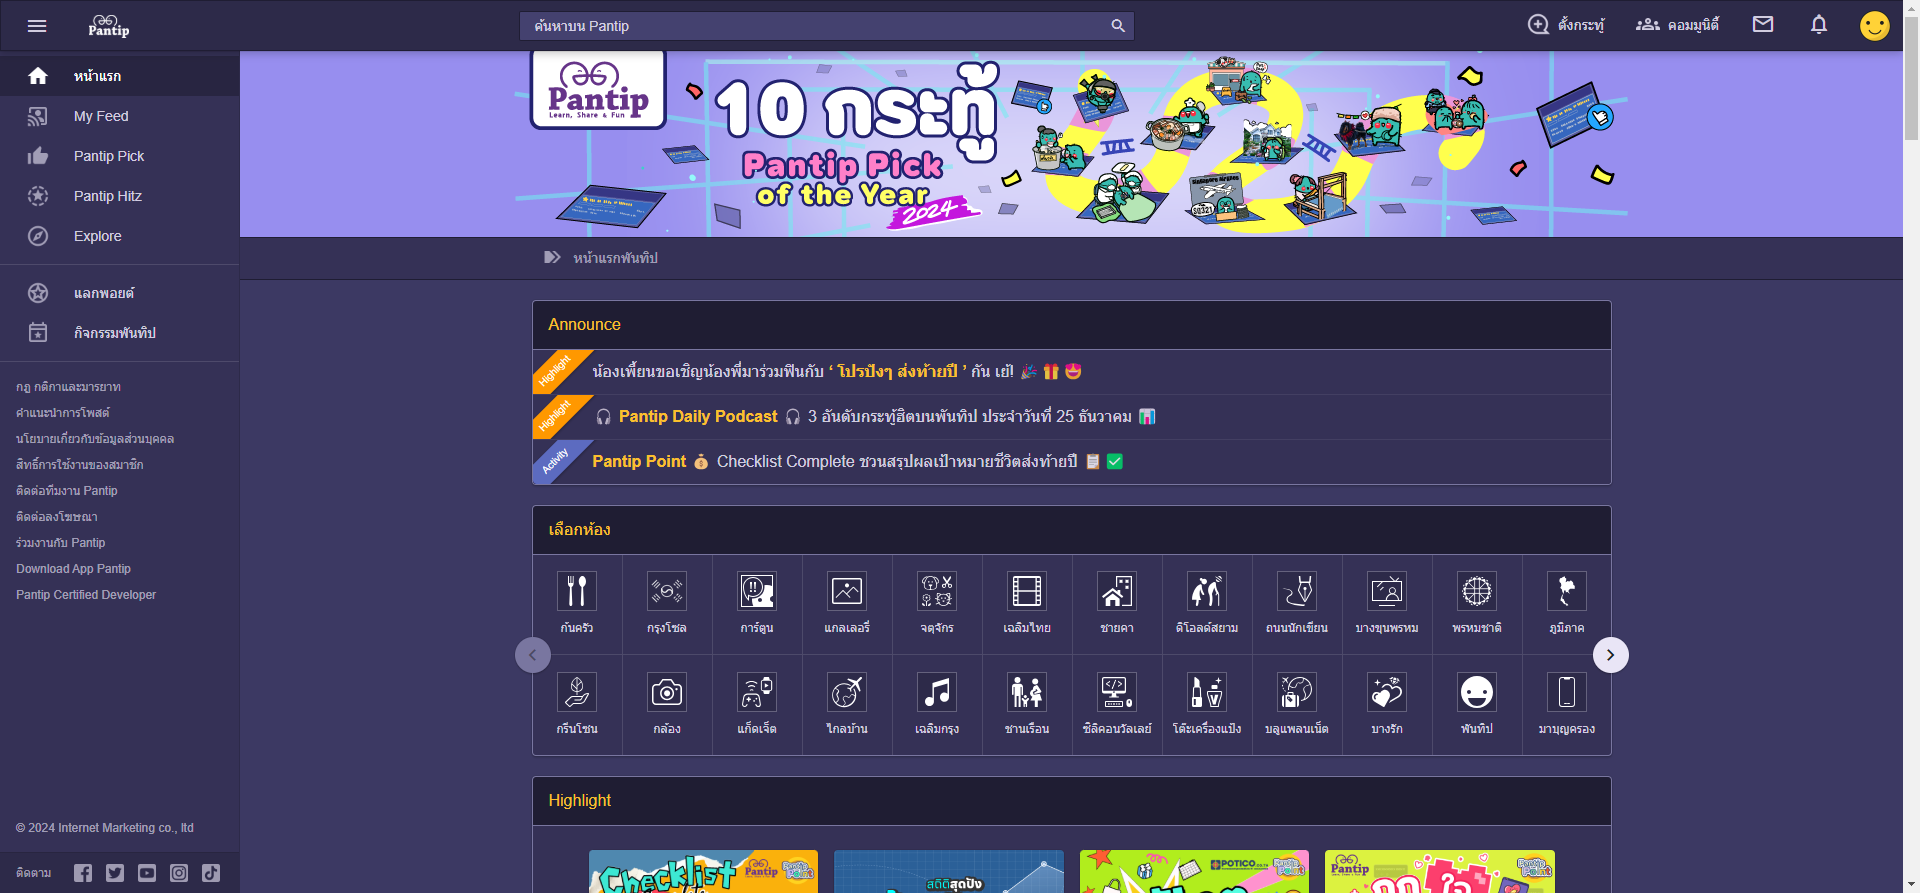 Pantip
ค้นหาบน Pantip
ตั้งกระทู้
คอมมูนิตี้
หน้าแรก
My Feed
Pantip Pick
Pantip Hitz
Explore
แลกพอยต์
กิจกรรมพันทิป
กฎ กติกาและมารยาท
คำแนะนำการโพสต์
นโยบายเกี่ยวกับข้อมูลส่วนบุคคล
สิทธิ์การใช้งานของสมาชิก
ติดต่อทีมงาน Pantip
ติดต่อลงโฆษณา
ร่วมงานกับ Pantip
Download App Pantip
Pantip Certified Developer
© 2024 Internet Marketing co., ltd
ติดตาม
Pantip
Learn, Share & Fun
10 กระทู้
Pantip Pick
of the Year
2024
Singapore Airlines
SQ321
หน้าแรกพันทิป
Announce
Highlight น้องเพี้ยนขอเชิญน้องพี่มาร่วมฟินกับ ‘ โปรปังๆ ส่งท้ายปี ’ กัน เย้! 🎉 🎁 😍
Highlight 🎧 Pantip Daily Podcast 🎧 3 อันดับกระทู้ฮิตบนพันทิป ประจำวันที่ 25 ธันวาคม 📊
Activity Pantip Point 💰 Checklist Complete ชวนสรุปผลเป้าหมายชีวิตส่งท้ายปี 📋 ✅
เลือกห้อง
ก้นครัว กรุงโซล การ์ตูน แกลเลอรี่ จตุจักร เฉลิมไทย ชายคา ดิโอลด์สยาม ถนนนักเขียน บางขุนพรหม พรหมชาติ ภูมิภาค
กรีนโซน กล้อง แก็ดเจ็ต ไกลบ้าน เฉลิมกรุง ชานเรือน ซิลิคอนวัลเลย์ โต๊ะเครื่องแป้ง บลูแพลนเน็ต บางรัก พันทิป มาบุญครอง
Highlight
Checklist Pantip Pantip Point
สถิติสุดปัง
POTICO.co.th Pantip Point
Pantip Pantip Point